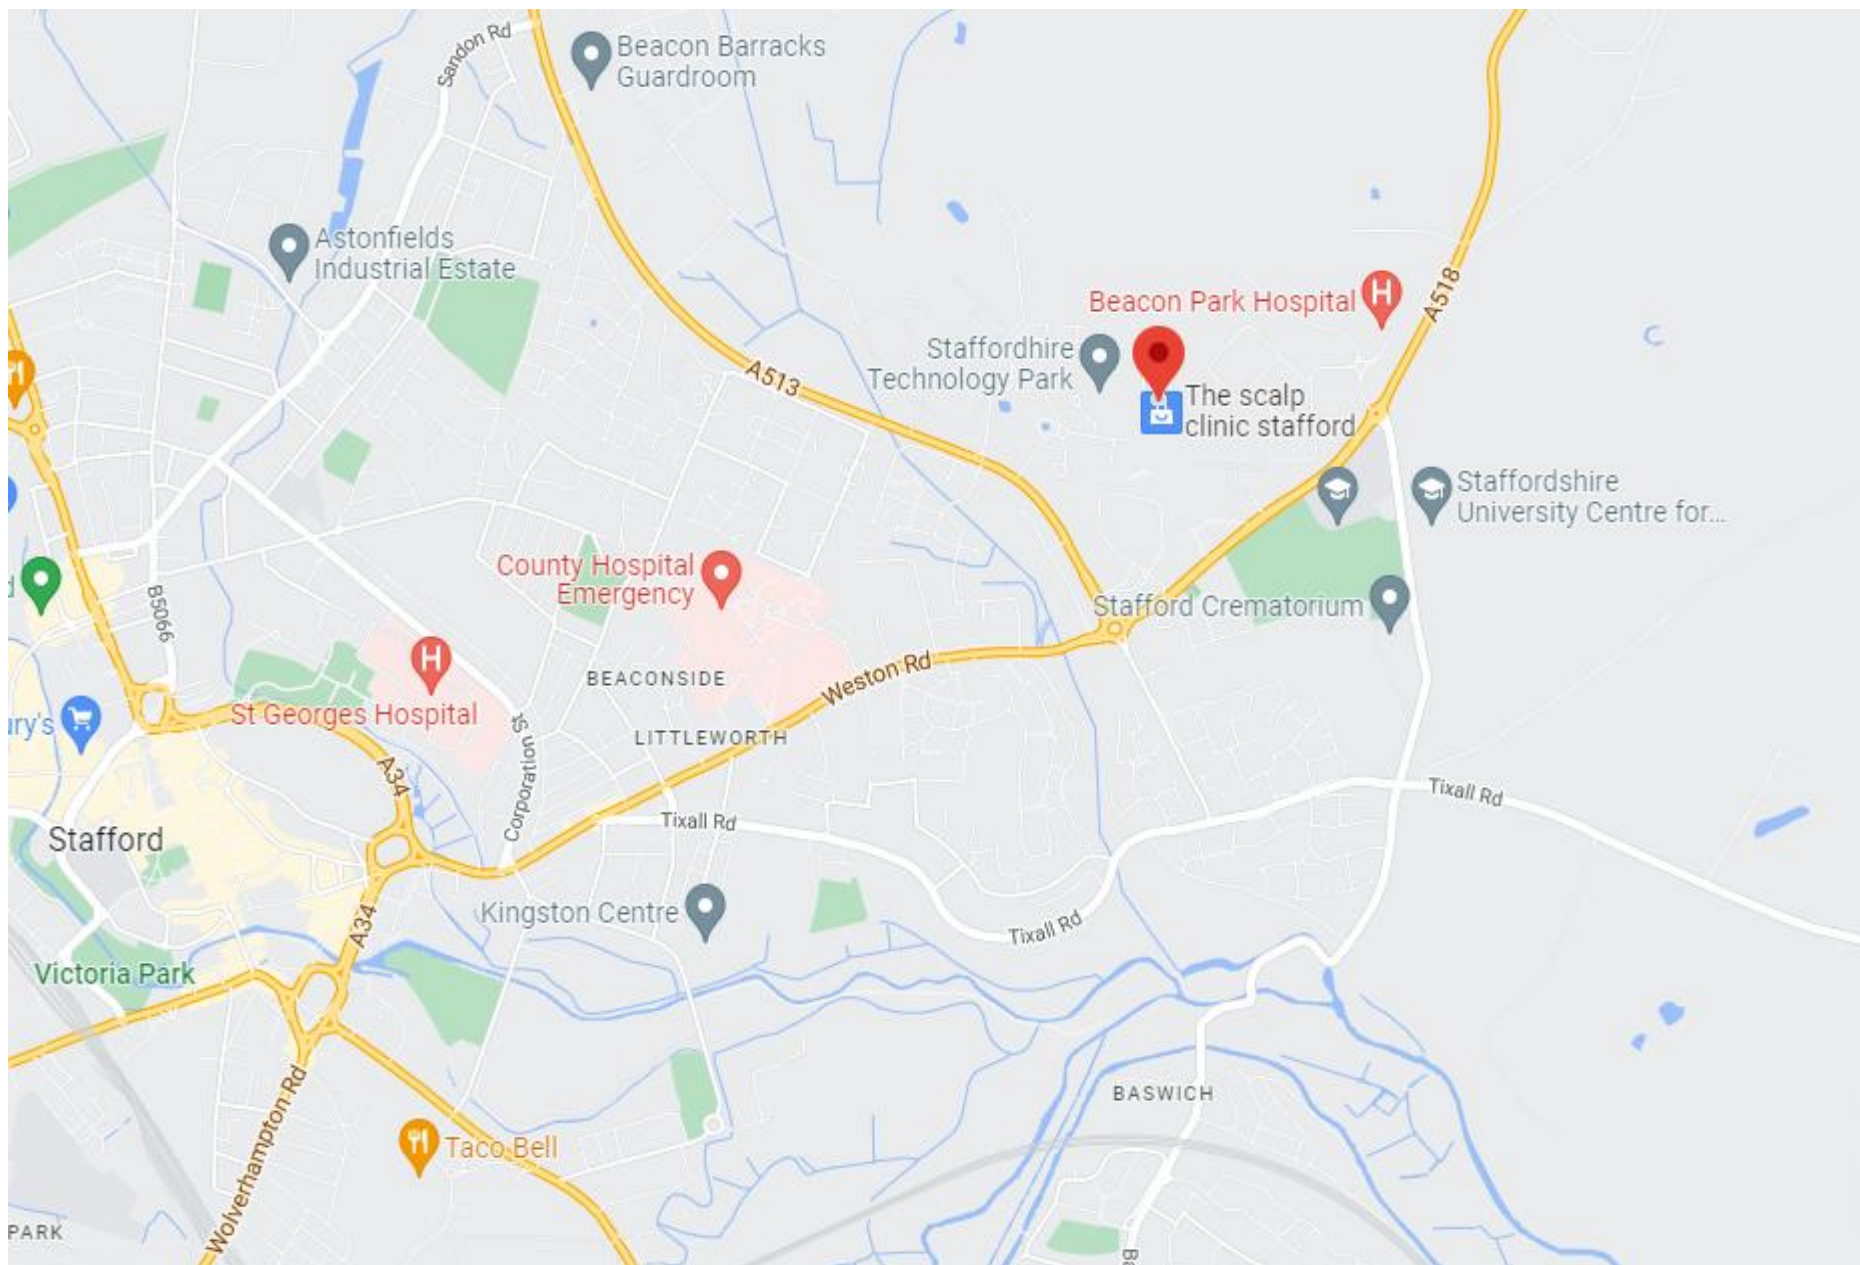 Sandon Rd
Beacon Barracks
Guardroom
Astonfields
Industrial Estate
Beacon Park Hospital
A518
Staffordhire
Technology Park
A513
The scalp
clinic stafford
Staffordshire
University Centre for...
County Hospital
Emergency
B5066
Stafford Crematorium
BEACONSIDE
Weston Rd
St Georges Hospital
ury's
LITTLEWORTH
Corporation St
A34
Tixall Rd
Tixall Rd
Stafford
Kingston Centre
A34
Tixall Rd
Victoria Park
BASWICH
Wolverhampton Rd
Taco Bell
PARK